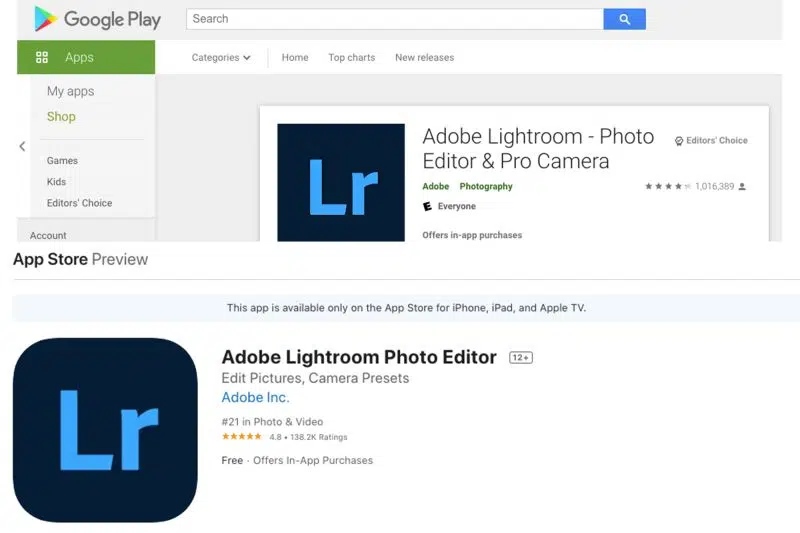 Google Play
Search
Apps
Categories Home Top charts New releases
My apps
Shop
Games
Kids
Editors' Choice
Account
Lr
Adobe Lightroom - Photo
Editor & Pro Camera
Editors' Choice
Adobe Photography
1,016,389
E Everyone
Offers in-app purchases
App Store Preview
This app is available only on the App Store for iPhone, iPad, and Apple TV.
Lr
Adobe Lightroom Photo Editor 12+
Edit Pictures, Camera Presets
Adobe Inc.
#21 in Photo & Video
★★★★★ 4.8 • 138.2K Ratings
Free · Offers In-App Purchases